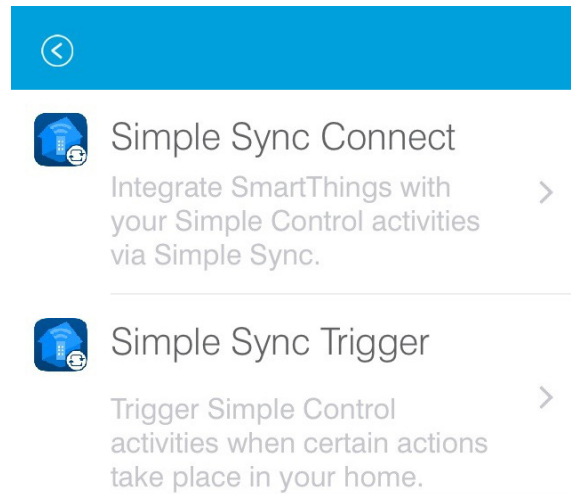 Simple Sync Connect
Integrate SmartThings with
your Simple Control activities
via Simple Sync.
Simple Sync Trigger
Trigger Simple Control
activities when certain actions
take place in your home.